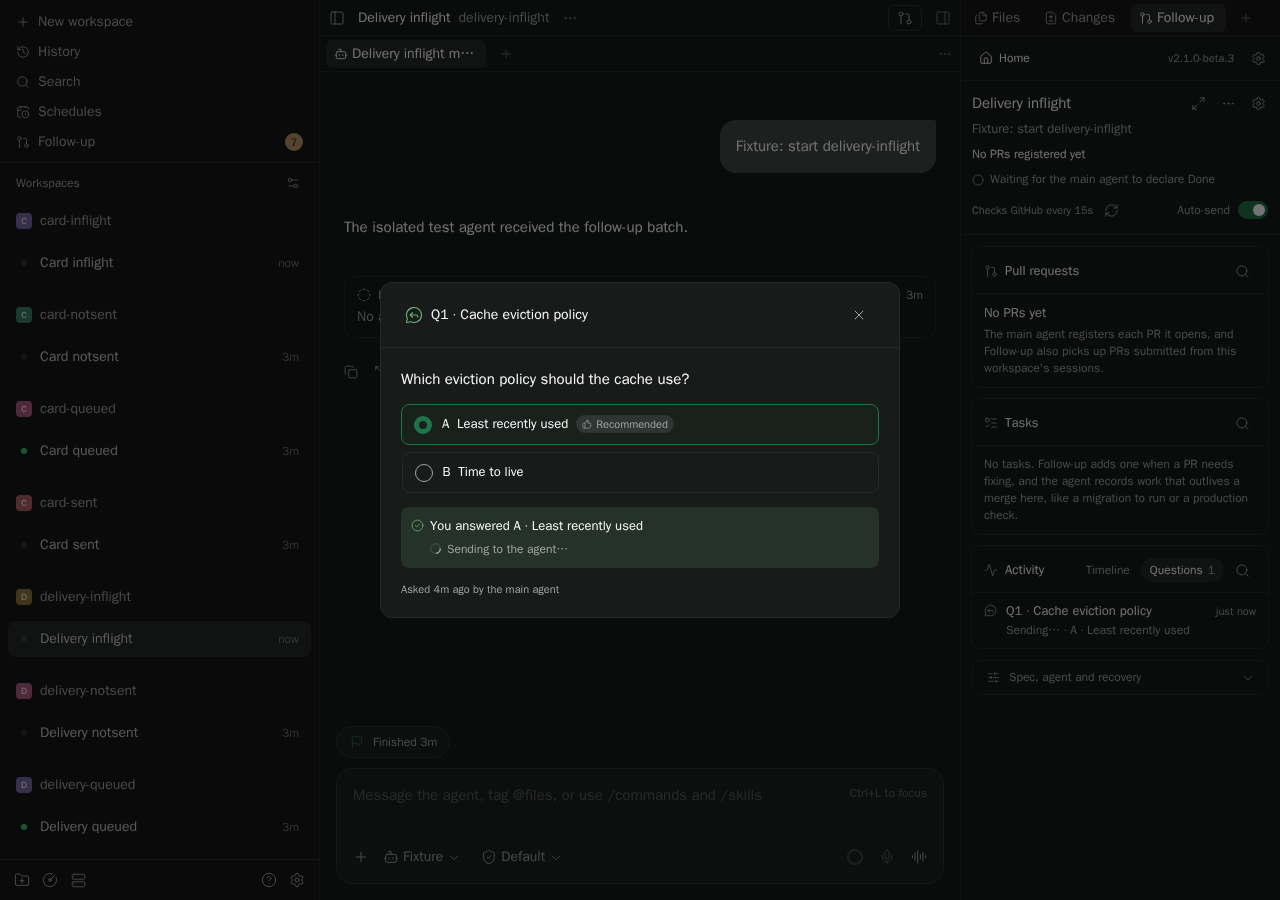 New workspace
History
Search
Schedules
Follow-up 7
Workspaces
C card-inflight
Card inflight now
C card-notsent
Card notsent 3m
C card-queued
Card queued 3m
C card-sent
Card sent 3m
D delivery-inflight
Delivery inflight now
D delivery-notsent
Delivery notsent 3m
D delivery-queued
Delivery queued 3m
Delivery inflight delivery-inflight ···
Delivery inflight m···
Fixture: start delivery-inflight
The isolated test agent received the follow-up batch.
3m
No
Q1 · Cache eviction policy
Which eviction policy should the cache use?
A Least recently used Recommended
B Time to live
You answered A · Least recently used
Sending to the agent···
Asked 4m ago by the main agent
Finished 3m
Message the agent, tag @files, or use /commands and /skills
Ctrl+L to focus
Fixture
Default
Files Changes Follow-up
Home v2.1.0-beta.3
Delivery inflight
Fixture: start delivery-inflight
No PRs registered yet
Waiting for the main agent to declare Done
Checks GitHub every 15s Auto-send
Pull requests
No PRs yet
The main agent registers each PR it opens, and
Follow-up also picks up PRs submitted from this
workspace's sessions.
Tasks
No tasks. Follow-up adds one when a PR needs
fixing, and the agent records work that outlives a
merge here, like a migration to run or a production
check.
Activity Timeline Questions 1
Q1 · Cache eviction policy just now
Sending··· · A · Least recently used
Spec, agent and recovery